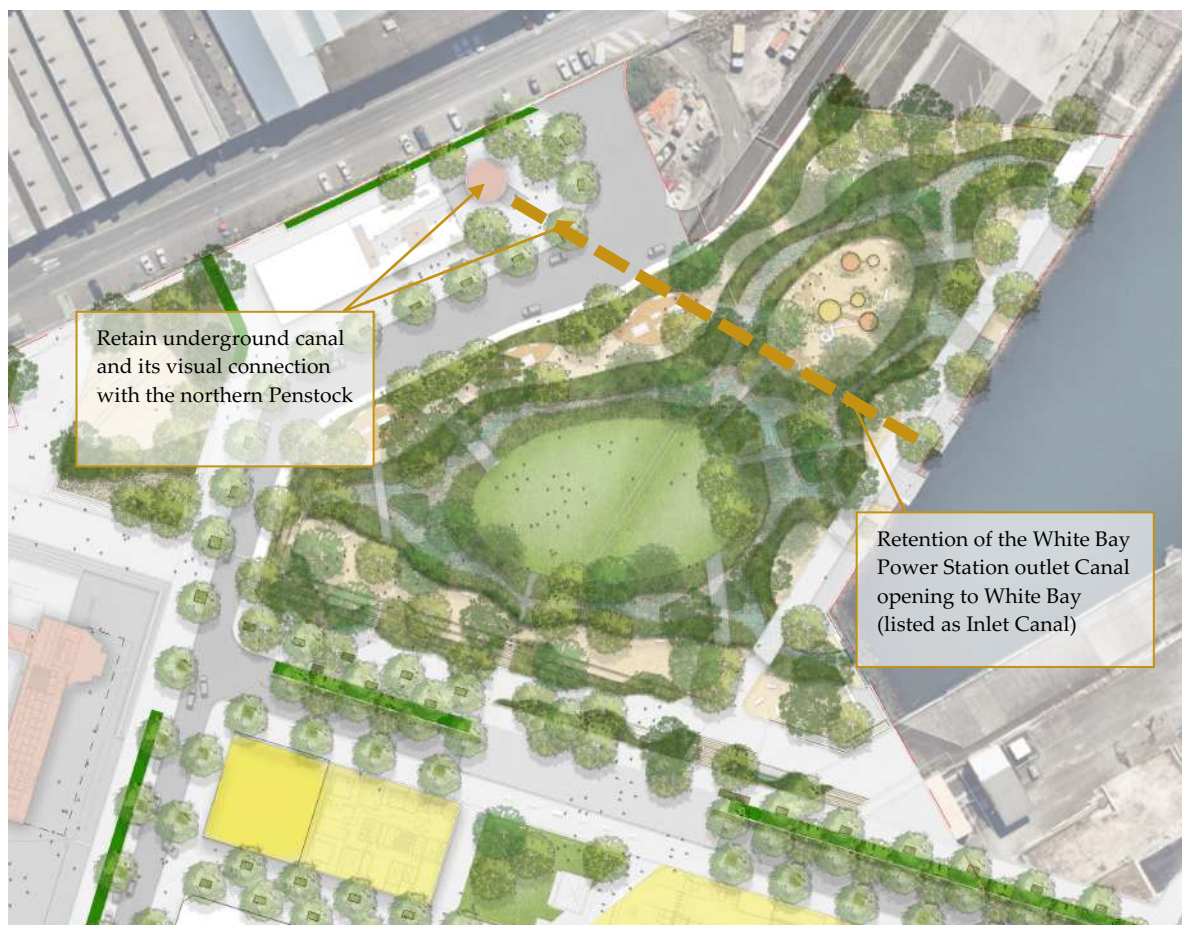 Retain underground canal
and its visual connection
with the northern Penstock
Retention of the White Bay
Power Station outlet Canal
opening to White Bay
(listed as Inlet Canal)